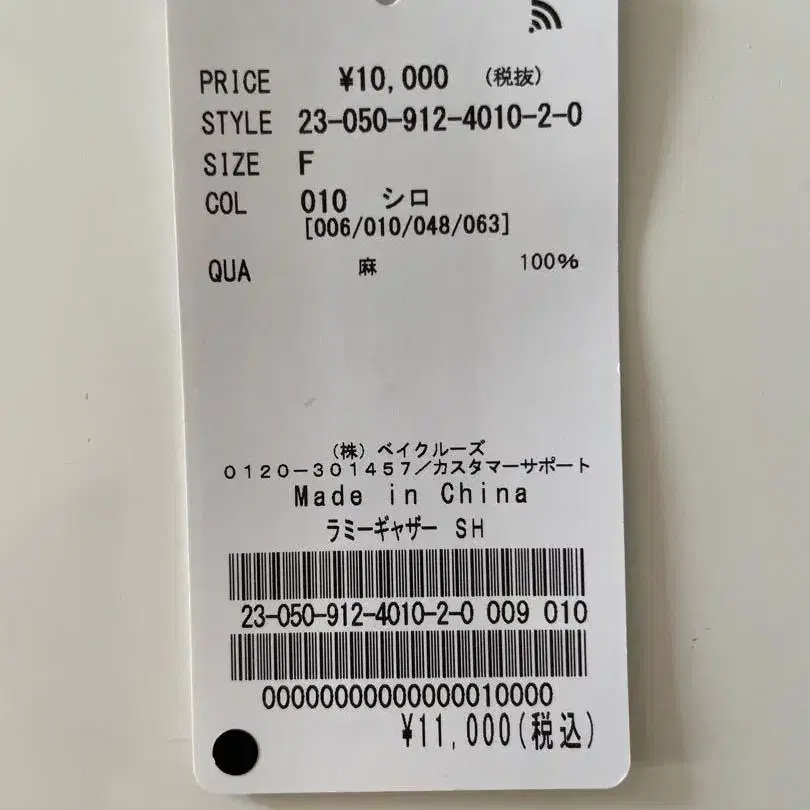 PRICE ¥10,000 (税抜)
STYLE 23-050-912-4010-2-0
SIZE F
COL 010 シロ
[006/010/048/063]
QUA 麻 100%
(株) ベイクルーズ
0120-301457/カスタマーサポート
Made in China
ラミーギャザー SH
23-050-912-4010-2-0 009 010
00000000000000010000
¥11,000(税込)